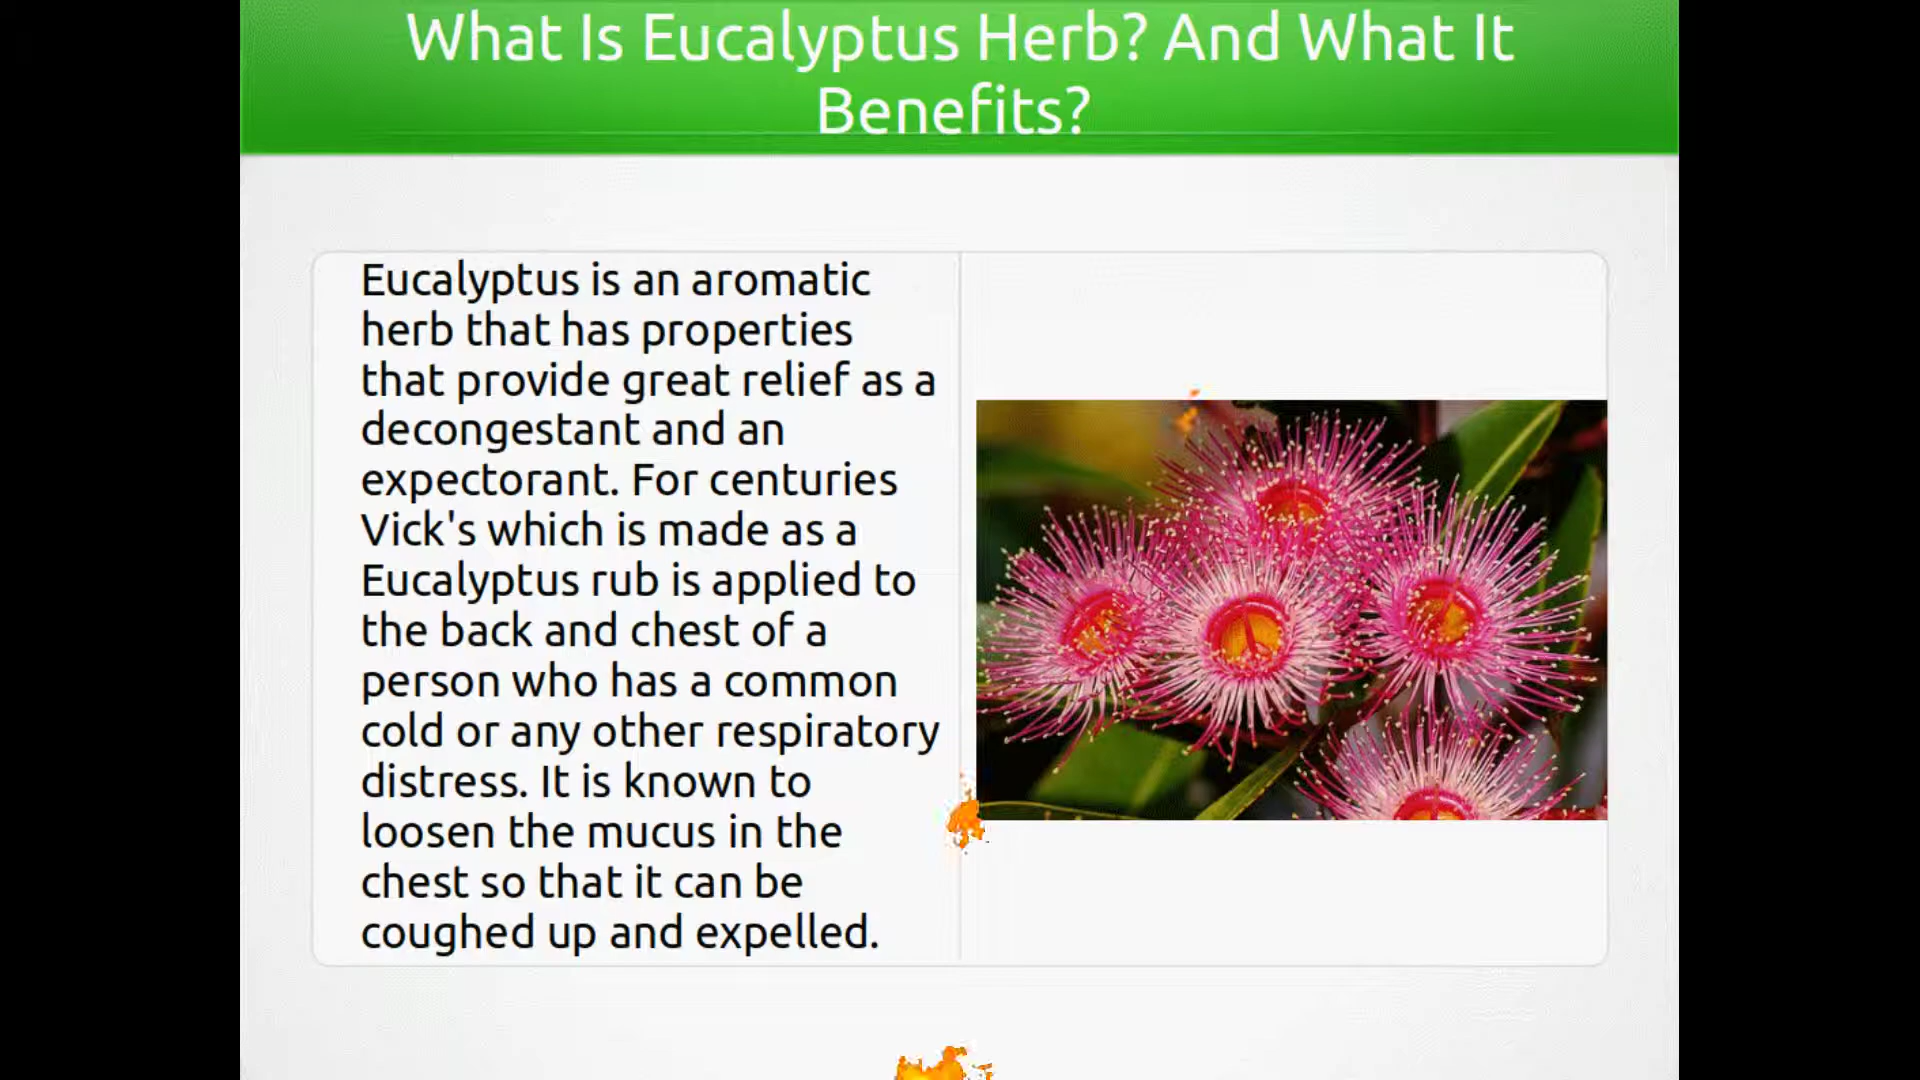 What Is Eucalyptus Herb? And What It
Benefits?
Eucalyptus is an aromatic
herb that has properties
that provide great relief as a
decongestant and an
expectorant. For centuries
Vick's which is made as a
Eucalyptus rub is applied to
the back and chest of a
person who has a common
cold or any other respiratory
distress. It is known to
loosen the mucus in the
chest so that it can be
coughed up and expelled.